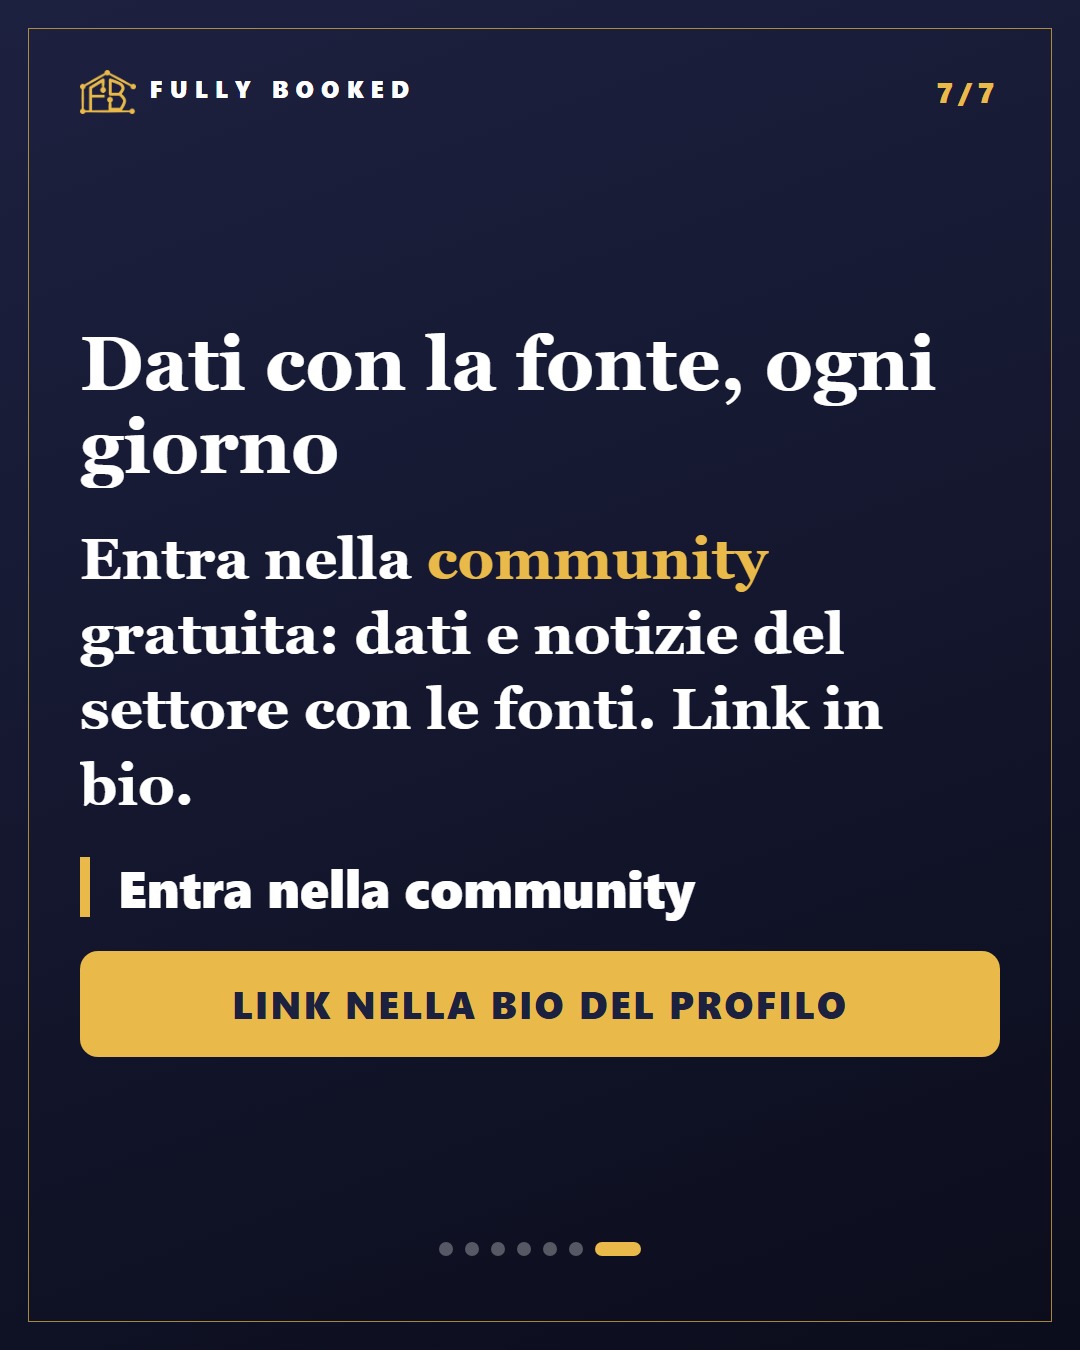 FB FULLY BOOKED
7/7
Dati con la fonte, ogni
giorno
Entra nella community
gratuita: dati e notizie del
settore con le fonti. Link in
bio.
Entra nella community
LINK NELLA BIO DEL PROFILO